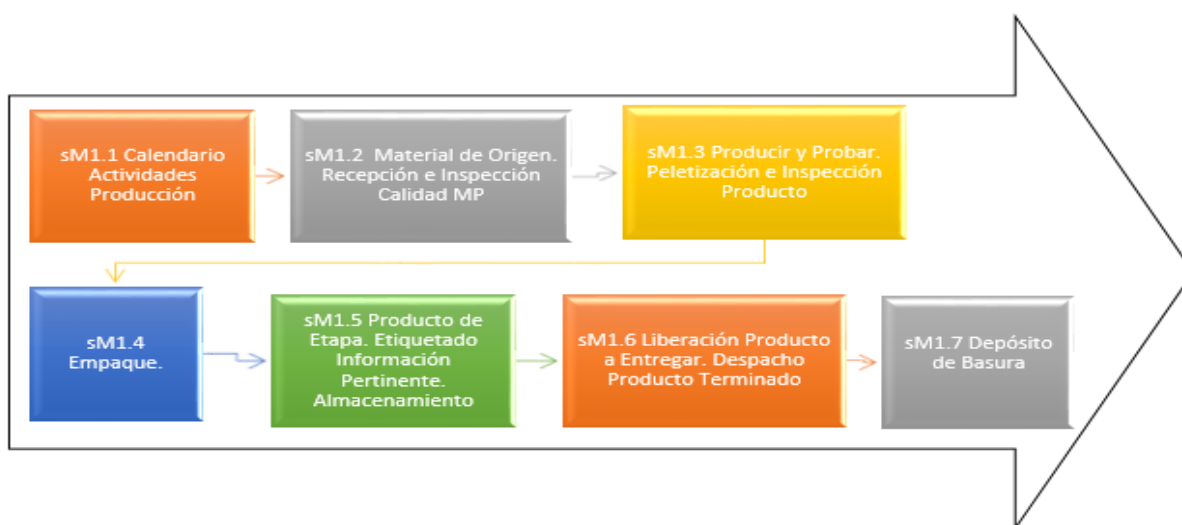 sM1.1 Calendario
Actividades
Producción
sM1.2  Material de Origen.
Recepción e Inspección
Calidad MP
sM1.3 Producir y Probar.
Peletización e Inspección
Producto
sM1.4
Empaque.
sM1.5 Producto de
Etapa. Etiquetado
Información
Pertinente.
Almacenamiento
sM1.6 Liberación Producto
a Entregar. Despacho
Producto Terminado
sM1.7 Depósito
de Basura